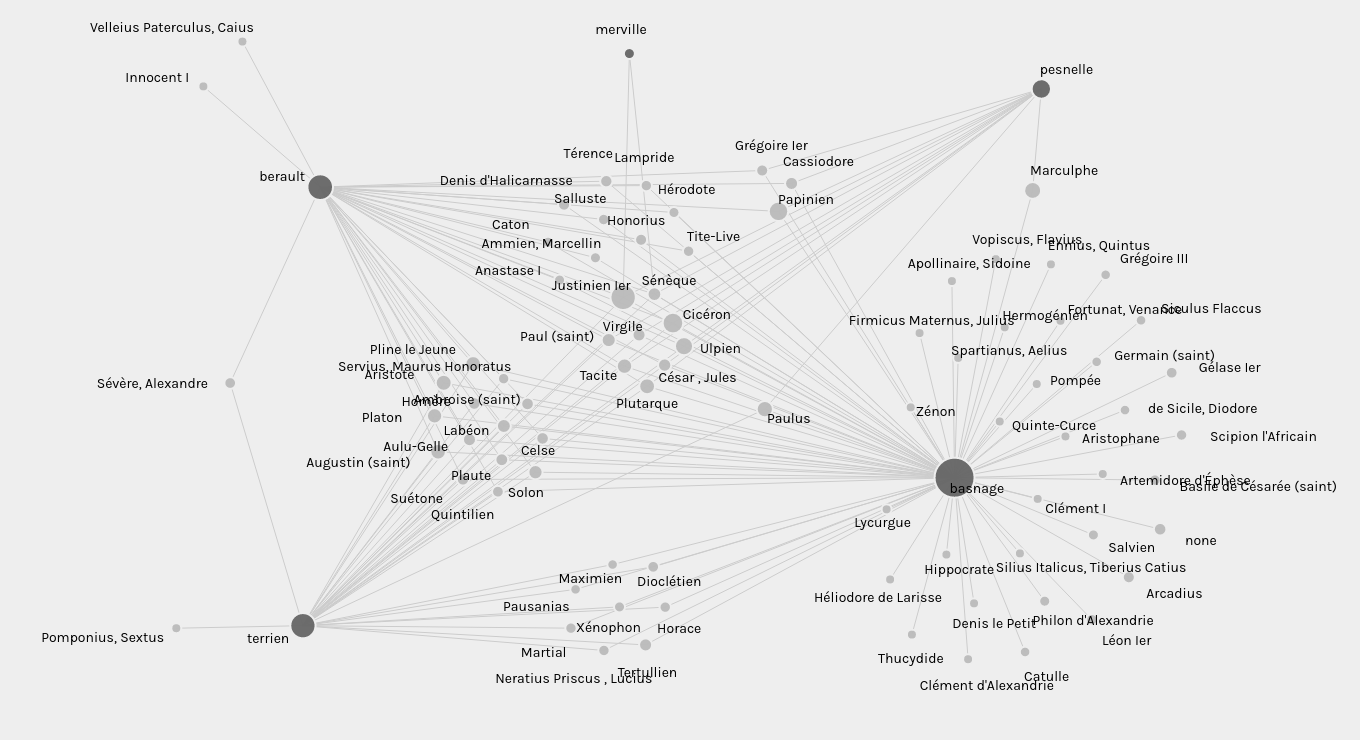 Velleius Paterculus, Caius
merville
Innocent I
pesnelle
Grégoire Ier
Térence
Lampride
Cassiodore
Marculphe
berault
Denis d'Halicarnasse
Hérodote
Salluste
Papinien
Caton
Honorius
Tite-Live
Vopiscus, Flavius
Ennius, Quintus
Ammien, Marcellin
Grégoire III
Apollinaire, Sidoine
Anastase I
Justinien Ier
Sénèque
Cicéron
Hermogénien
Fortunat, Venance
Siculus Flaccus
Firmicus Maternus, Julius
Virgile
Paul (saint)
Pline le Jeune
Ulpien
Spartianus, Aelius
Germain (saint)
Servius, Maurus Honoratus
Gélase Ier
Aristote
Tacite
César , Jules
Pompée
Sévère, Alexandre
Homère
Ambroise (saint)
Plutarque
de Sicile, Diodore
Platon
Paulus
Zénon
Labéon
Quinte-Curce
Aristophane
Scipion l'Africain
Aulu-Gelle
Celse
Augustin (saint)
Plaute
Artemidore d'Éphèse
Basile de Césarée (saint)
basnage
Suétone
Solon
Clément I
Quintilien
Lycurgue
none
Salvien
Hippocrate
Silius Italicus, Tiberius Catius
Maximien
Dioclétien
Arcadius
Héliodore de Larisse
Pausanias
Denis le Petit
Philon d'Alexandrie
Xénophon
Horace
Pomponius, Sextus
terrien
Léon Ier
Martial
Thucydide
Tertullien
Neratius Priscus , Lucius
Catulle
Clément d'Alexandrie